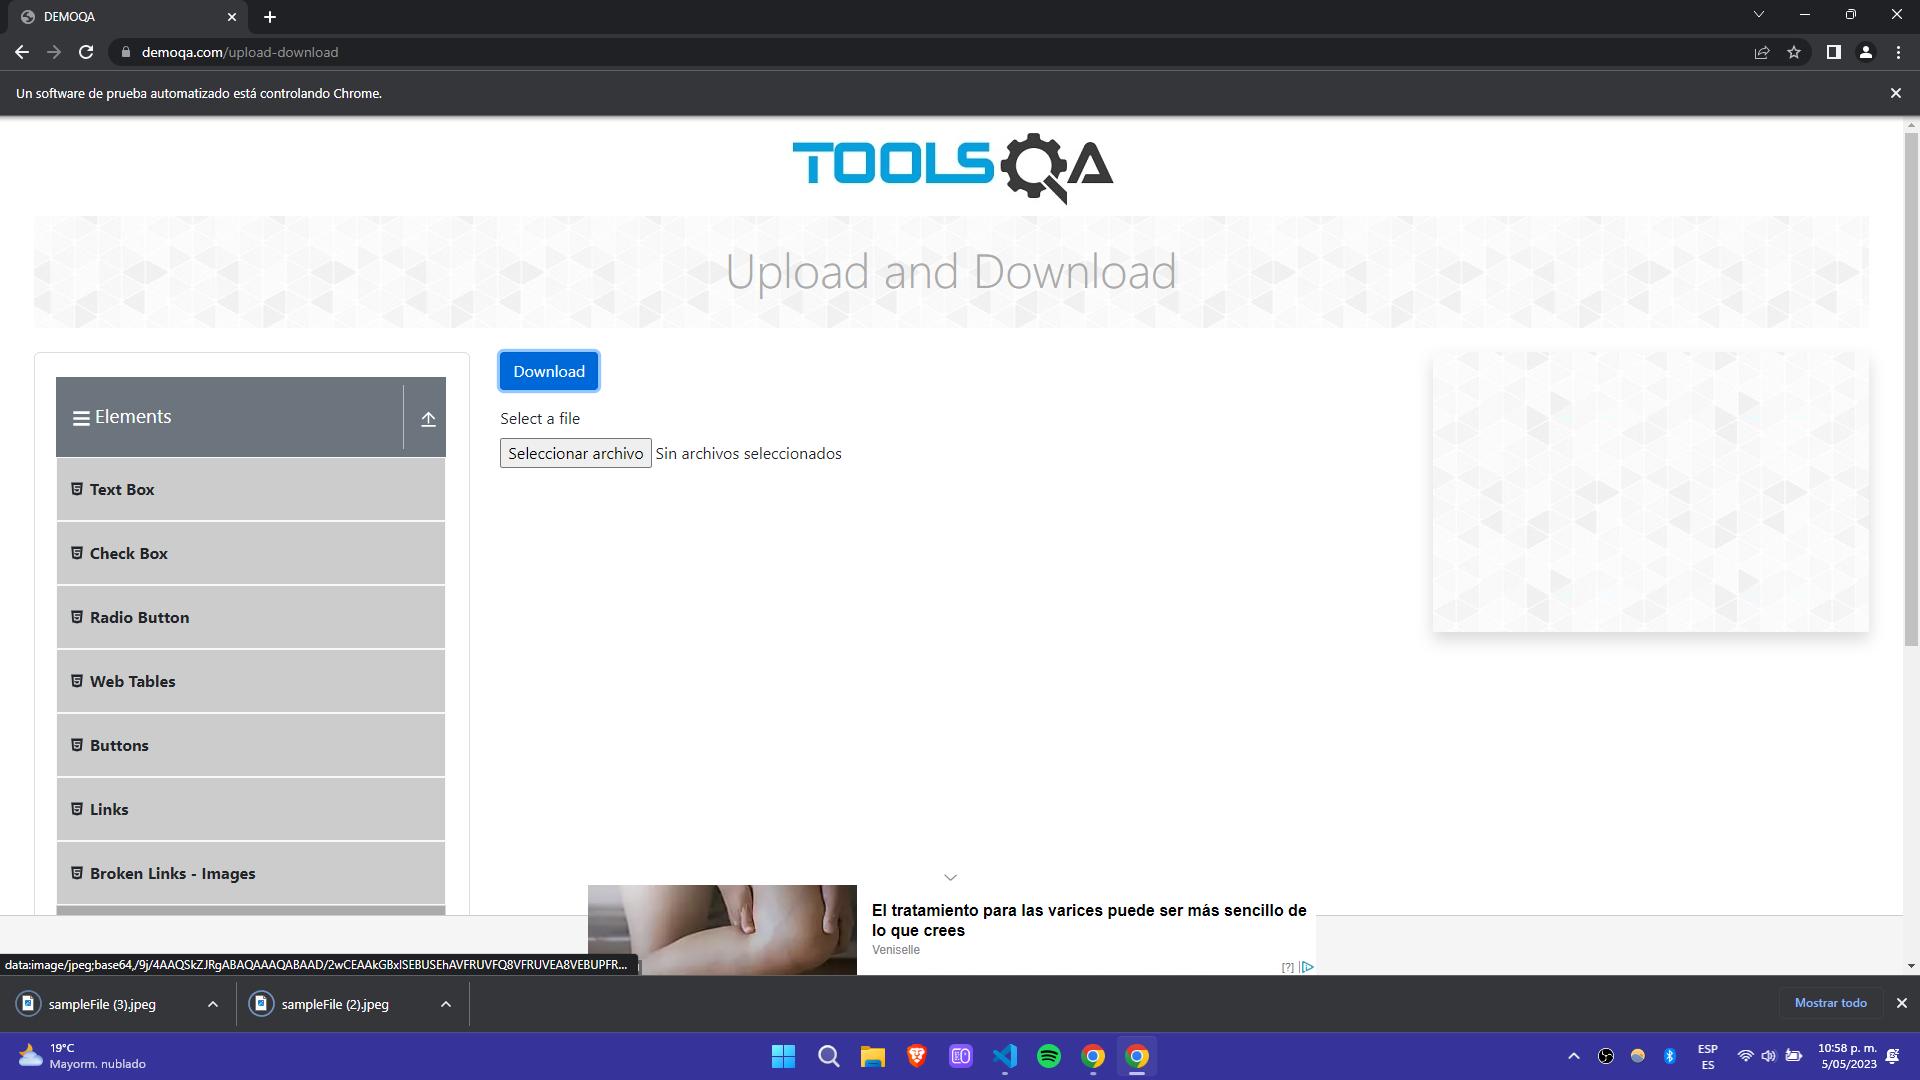 DEMOQA
demoqa.com/upload-download
Un software de prueba automatizado está controlando Chrome.
TOOLSQA
Upload and Download
Elements
Text Box
Check Box
Radio Button
Web Tables
Buttons
Links
Broken Links - Images
Download
Select a file
Seleccionar archivo Sin archivos seleccionados
El tratamiento para las varices puede ser más sencillo de
lo que crees
Veniselle
[?]
data:image/jpeg;base64,/9j/4AAQSkZJRgABAQAAAQABAAD/2wCEAAkGBxISEBUSEhAVFRUVFQ8VFRUVEA8VEBUPFR...
sampleFile (3).jpeg
sampleFile (2).jpeg
Mostrar todo
19°C
Mayorm. nublado
ESP
ES
10:58 p. m.
5/05/2023